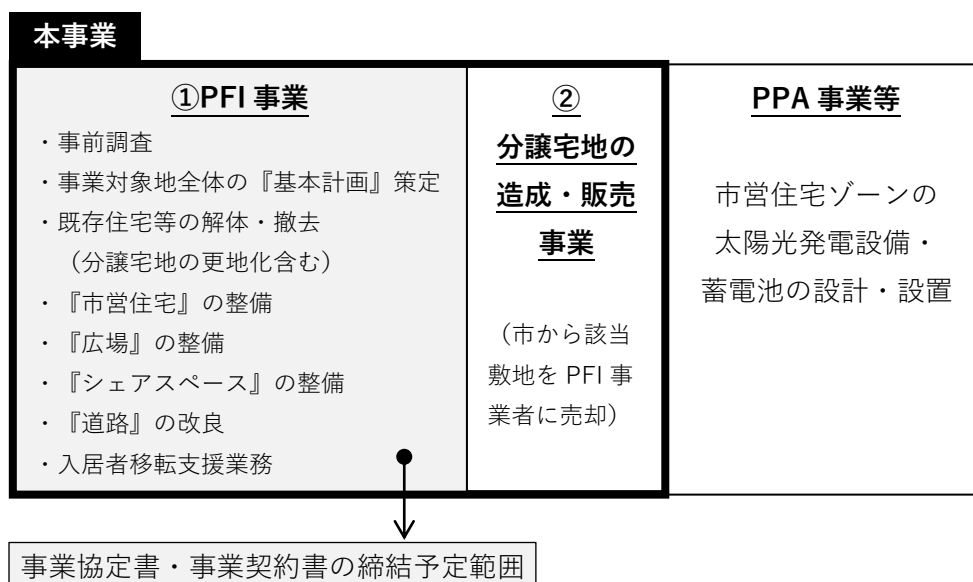 本事業
①PFI 事業
・事前調査
・事業対象地全体の『基本計画』策定
・既存住宅等の解体・撤去
（分譲宅地の更地化含む）
・『市営住宅』の整備
・『広場』の整備
・『シェアスペース』の整備
・『道路』の改良
・入居者移転支援業務
②
分譲宅地の
造成・販売
事業
（市から該当
敷地を PFI 事
業者に売却）
PPA 事業等
市営住宅ゾーンの
太陽光発電設備・
蓄電池の設計・設置
事業協定書・事業契約書の締結予定範囲